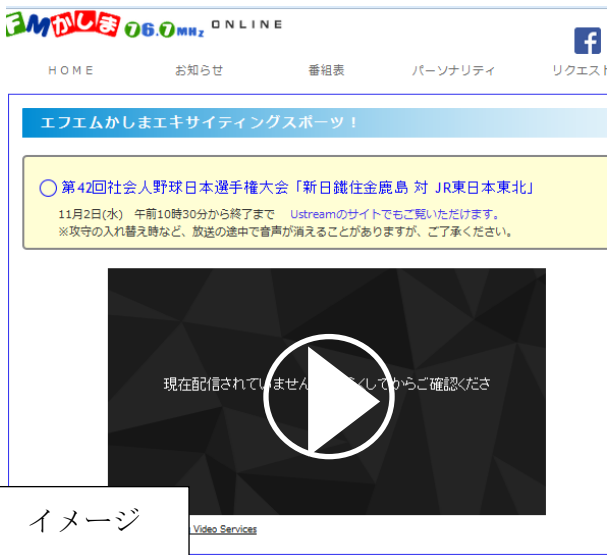 FMかしま 76.7MHz ONLINE
HOME お知らせ 番組表 パーソナリティ リクエスト
エフエムかしまエキサイティングスポーツ！
○第42回社会人野球日本選手権大会「新日鐵住金鹿島 対 JR東日本東北」
11月2日(水) 午前10時30分から終了まで Ustreamのサイトでもご覧いただけます。
※攻守の入れ替え時など、放送の途中で音声が消えることがありますが、ご了承ください。
現在配信されていません てからご確認くださ
イメージ
Video Services